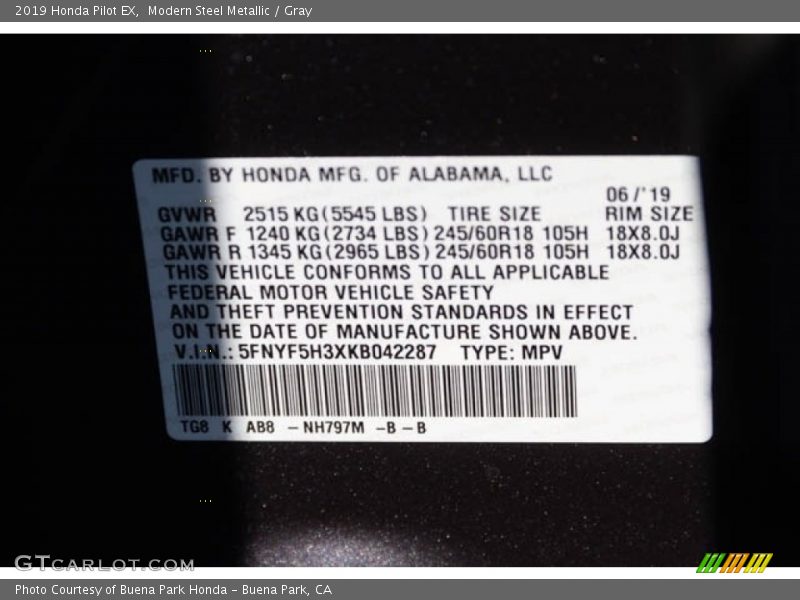 2019 Honda Pilot EX,  Modern Steel Metallic / Gray
MFD. BY HONDA MFG. OF ALABAMA, LLC
06/'19
GVWR 2515 KG(5545 LBS) TIRE SIZE RIM SIZE
GAWR F 1240 KG(2734 LBS) 245/60R18 105H 18X8.0J
GAWR R 1345 KG(2965 LBS) 245/60R18 105H 18X8.0J
THIS VEHICLE CONFORMS TO ALL APPLICABLE
FEDERAL MOTOR VEHICLE SAFETY
AND THEFT PREVENTION STANDARDS IN EFFECT
ON THE DATE OF MANUFACTURE SHOWN ABOVE.
V.I.N.: 5FNYF5H3XKB042287 TYPE: MPV
TG8 K AB8 - NH797M -B - B
GTCARLOT.COM
Photo Courtesy of Buena Park Honda - Buena Park, CA